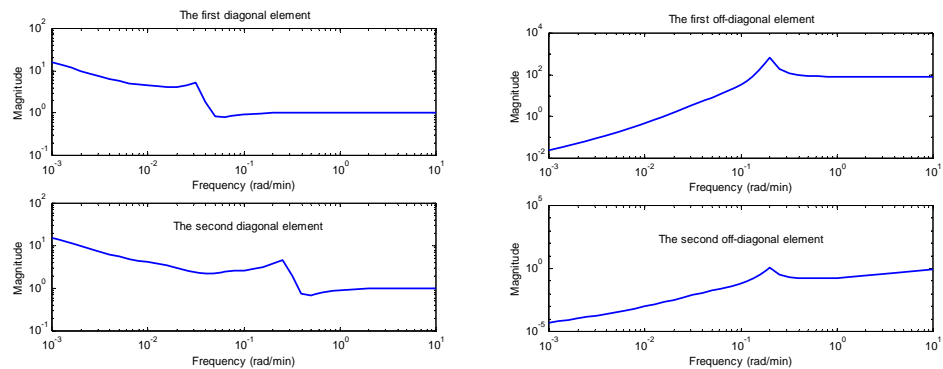 The first diagonal element
Magnitude
10^2
10^1
10^0
10^-1
10^-3
10^-2
10^-1
10^0
10^1
Frequency (rad/min)
The first off-diagonal element
Magnitude
10^4
10^2
10^0
10^-2
10^-3
10^-2
10^-1
10^0
10^1
Frequency (rad/min)
The second diagonal element
Magnitude
10^2
10^1
10^0
10^-1
10^-3
10^-2
10^-1
10^0
10^1
Frequency (rad/min)
The second off-diagonal element
Magnitude
10^5
10^0
10^-5
10^-3
10^-2
10^-1
10^0
10^1
Frequency (rad/min)